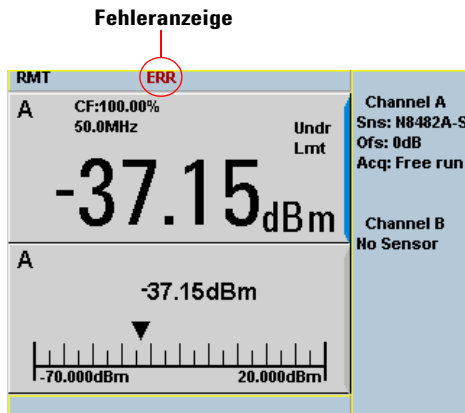 Fehleranzeige
RMT ERR
A CF:100.00%
50.0MHz
Undr
Lmt
-37.15dBm
A
-37.15dBm
-70.000dBm 20.000dBm
Channel A
Sns: N8482A-S
Ofs: 0dB
Acq: Free run
Channel B
No Sensor